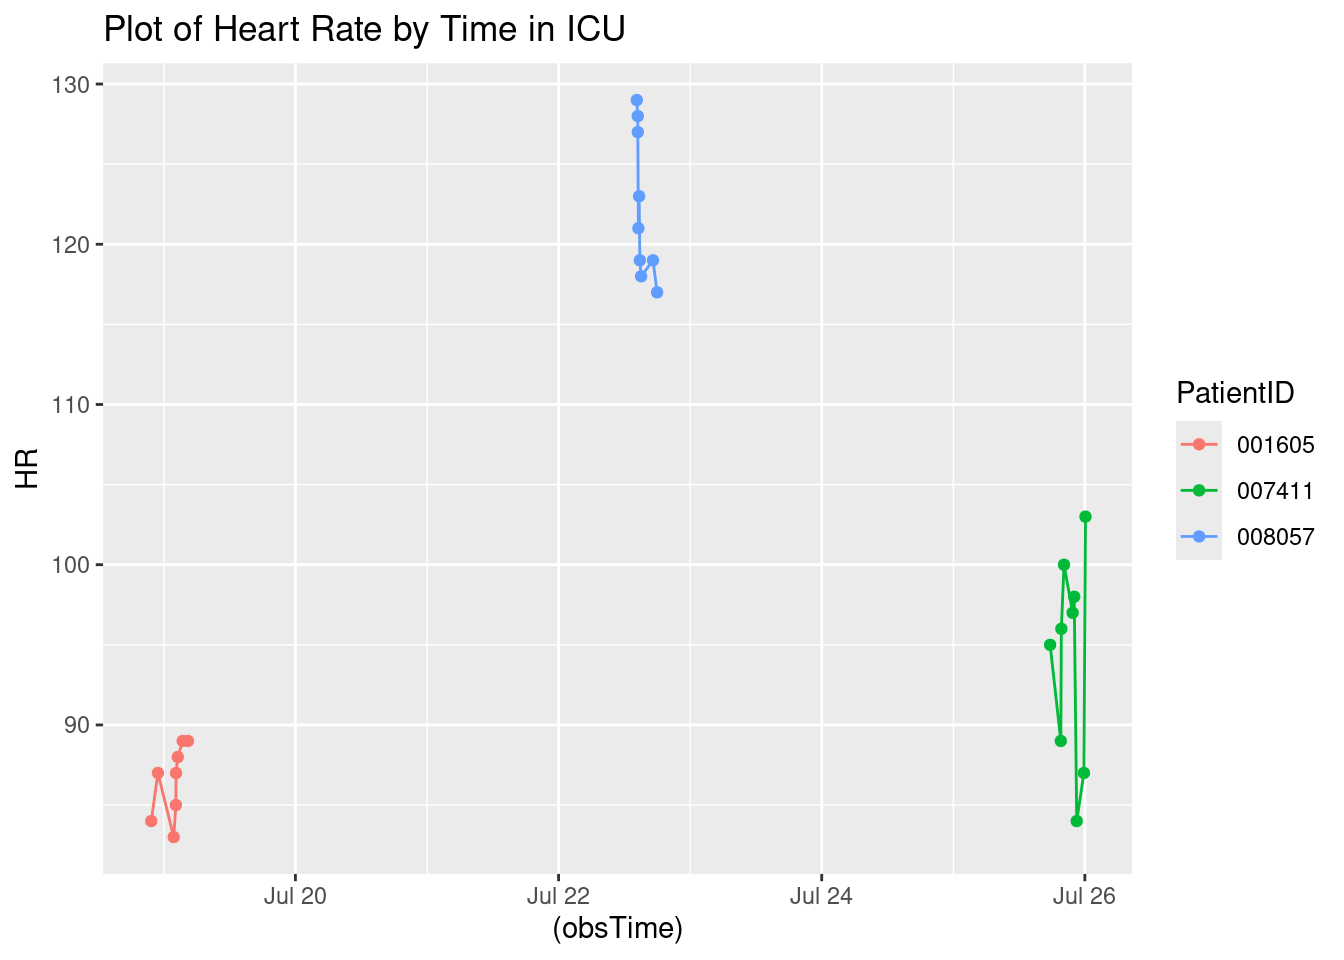 Plot of Heart Rate by Time in ICU
130
120
110
100
90
HR
Jul 20
Jul 22
Jul 24
Jul 26
(obsTime)
PatientID
001605
007411
008057